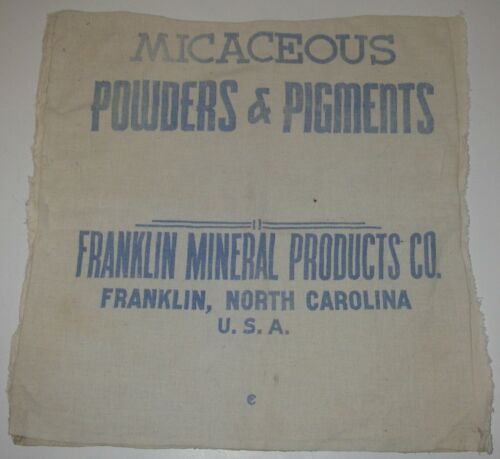 MICACEOUS
POWDERS & PIGMENTS
FRANKLIN MINERAL PRODUCTS CO.
FRANKLIN, NORTH CAROLINA
U. S. A.
e